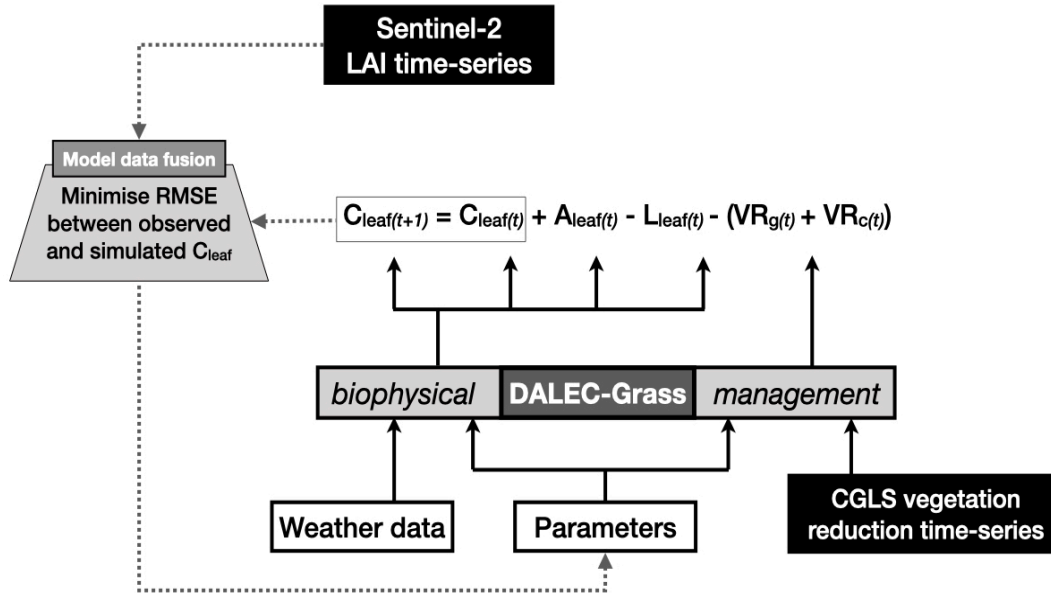 Sentinel-2
LAI time-series
Model data fusion
Minimise RMSE
between observed
and simulated Cleaf
Cleaf(t+1) = Cleaf(t) + Aleaf(t) - Lleaf(t) - (VRg(t) + VRc(t))
biophysical DALEC-Grass management
Weather data
Parameters
CGLS vegetation
reduction time-series